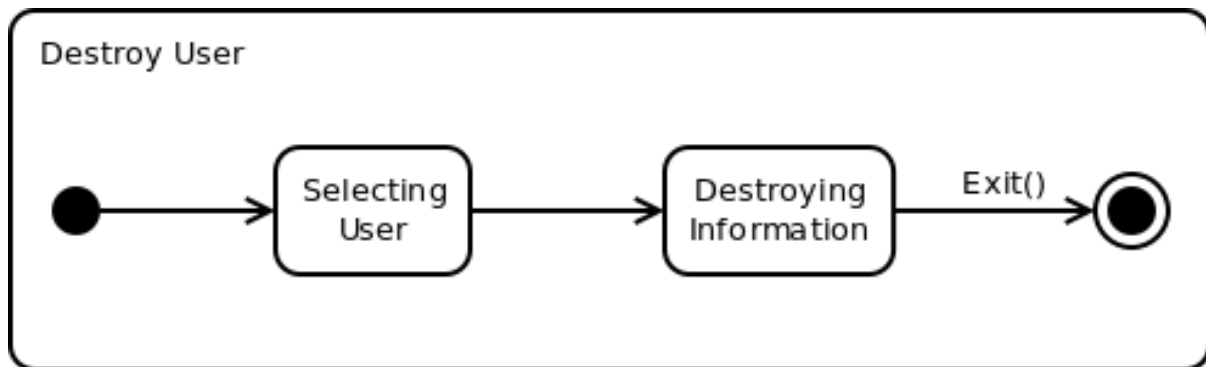 Destroy User
Selecting
User
Destroying
Information
Exit()